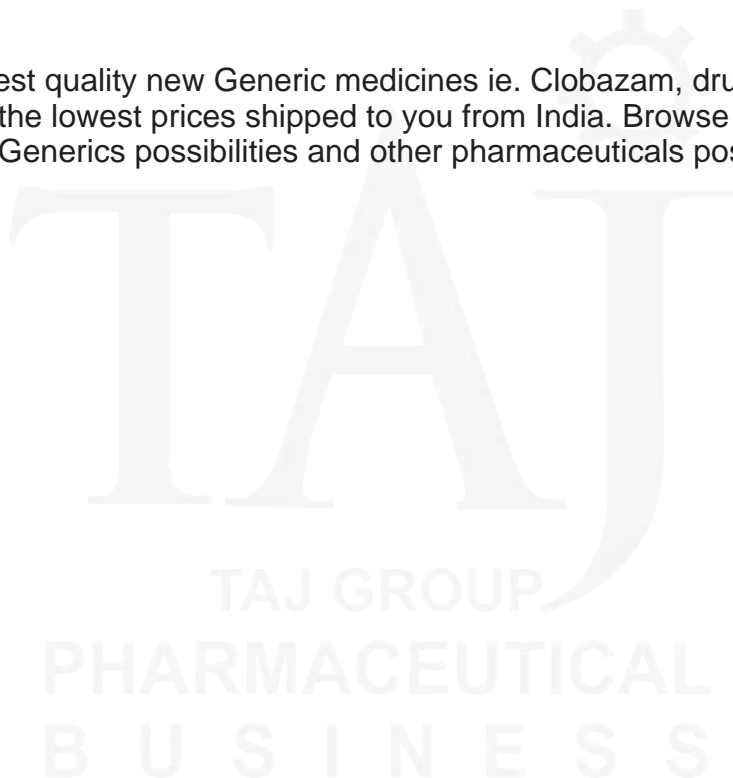 est quality new Generic medicines ie. Clobazam, dru
the lowest prices shipped to you from India. Browse
Generics possibilities and other pharmaceuticals pos
TAJ
TAJ GROUP
PHARMACEUTICAL
BUSINESS